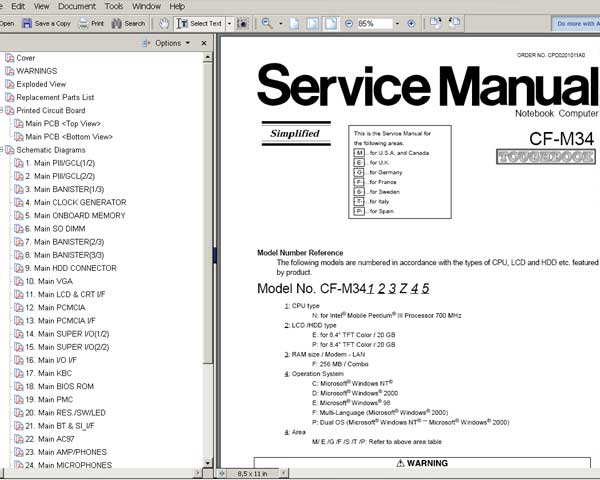 Edit View Document Tools Window Help
Open Save a Copy Print Search Select Text 85% Do more with A
Options
Cover
WARNINGS
Exploded View
Replacement Parts List
Printed Circuit Board
Main PCB <Top View>
Main PCB <Bottom View>
Schematic Diagrams
1. Main PIII/GCL(1/2)
2. Main PIII/GCL(2/2)
3. Main BANISTER(1/3)
4. Main CLOCK GENERATOR
5. Main ONBOARD MEMORY
6. Main SO DIMM
7. Main BANISTER(2/3)
8. Main BANISTER(3/3)
9. Main HDD CONNECTOR
10. Main VGA
11. Main LCD & CRT I/F
12. Main PCMCIA
13. Main PCMCIA I/F
14. Main SUPER I/O(1/2)
15. Main SUPER I/O(2/2)
16. Main I/O I/F
17. Main KBC
18. Main BIOS ROM
19. Main PMC
20. Main RES./SW/LED
21. Main BT & SI_I/F
22. Main AC97
23. Main AMP/PHONES
24. Main MICROPHONES
ORDER NO. CPD0201011A0
Service Manual
Notebook Computer
Simplified
CF-M34
TOUGHBOOK
This is the Service Manual for
the following areas.
M ...for U.S.A. and Canada
E ...for U.K.
G ...for Germany
F ...for France
S ...for Sweden
T ...for Italy
P ...for Spain
Model Number Reference
The following models are numbered in accordance with the types of CPU, LCD and HDD etc. featured
by product.
Model No. CF-M34 1 2 3 Z 4 5
1: CPU type
N: for Intel® Mobile Pentium® III Processor 700 MHz
2: LCD /HDD type
E: for 8.4" TFT Color / 20 GB
P: for 8.4" TFT Color / 20 GB
3: RAM size / Modem - LAN
F: 256 MB / Combo
4: Operation System
C: Microsoft® Windows NT®
D: Microsoft® Windows® 2000
E: Microsoft® Windows® 98
F: Multi-Language (Microsoft® Windows® 2000)
P: Dual OS (Microsoft® Windows NT® — Microsoft® Windows® 2000)
4: Area
M/ E /G /F /S /T /P: Refer to above area table
WARNING
8,5 x 11 in